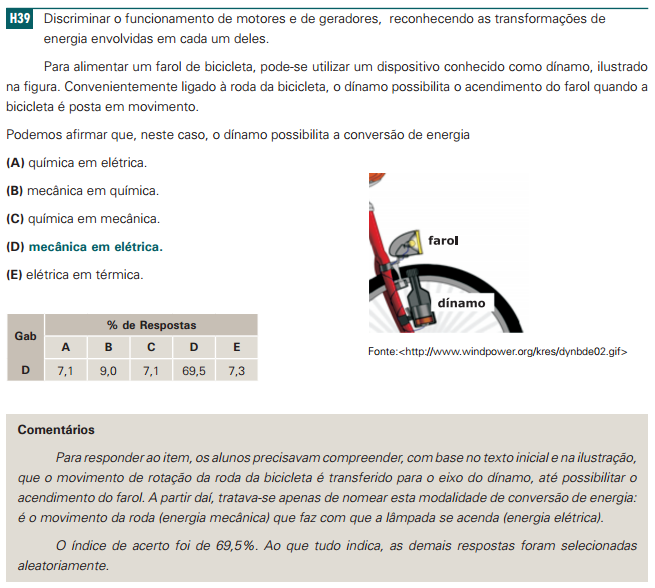 H39 Discriminar o funcionamento de motores e de geradores, reconhecendo as transformações de
energia envolvidas em cada um deles.
Para alimentar um farol de bicicleta, pode-se utilizar um dispositivo conhecido como dínamo, ilustrado
na figura. Convenientemente ligado à roda da bicicleta, o dínamo possibilita o acendimento do farol quando a
bicicleta é posta em movimento.
Podemos afirmar que, neste caso, o dínamo possibilita a conversão de energia
(A) química em elétrica.
(B) mecânica em química.
(C) química em mecânica.
(D) mecânica em elétrica.
(E) elétrica em térmica.
farol
dínamo
Fonte:<http://www.windpower.org/kres/dynbde02.gif>
Gab % de Respostas
A B C D E
D 7,1 9,0 7,1 69,5 7,3
Comentários
Para responder ao item, os alunos precisavam compreender, com base no texto inicial e na ilustração,
que o movimento de rotação da roda da bicicleta é transferido para o eixo do dínamo, até possibilitar o
acendimento do farol. A partir daí, tratava-se apenas de nomear esta modalidade de conversão de energia:
é o movimento da roda (energia mecânica) que faz com que a lâmpada se acenda (energia elétrica).
O índice de acerto foi de 69,5%. Ao que tudo indica, as demais respostas foram selecionadas
aleatoriamente.